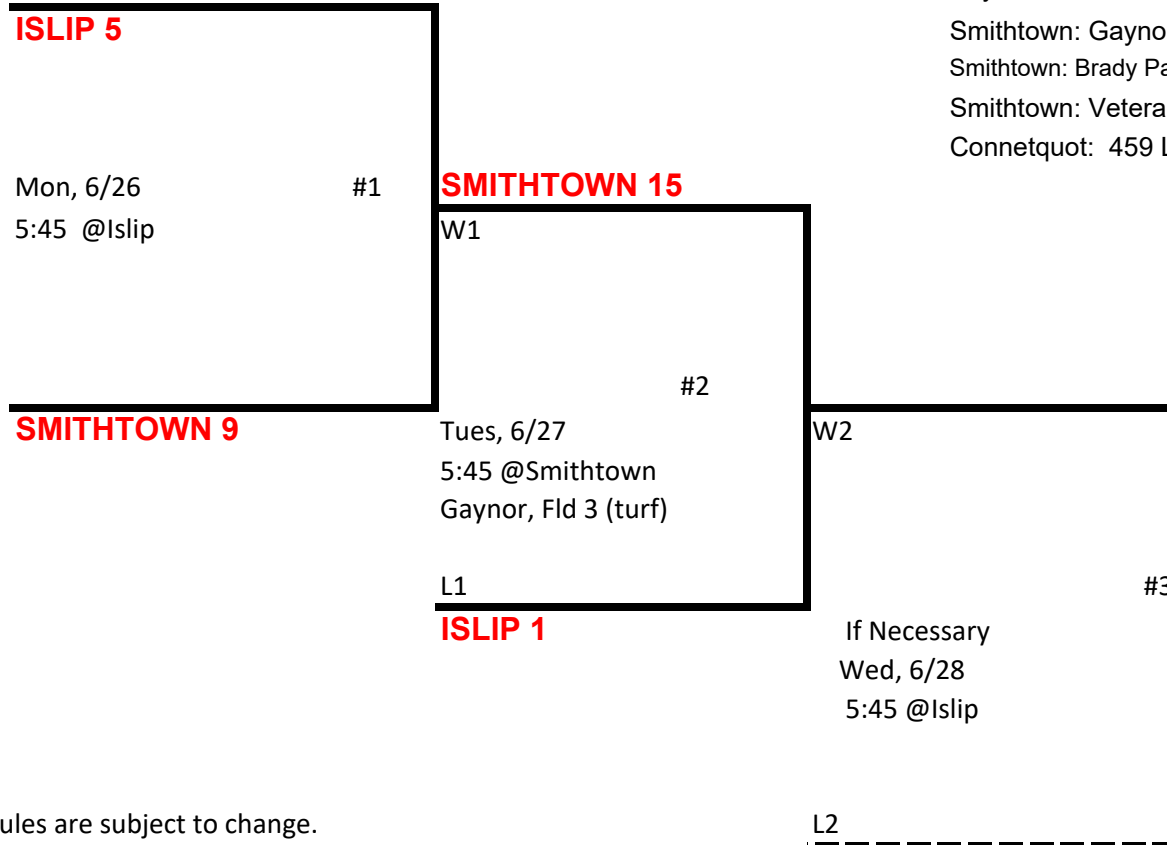 ISLIP 5
Smithtown: Gayno
Smithtown: Brady Pa
Smithtown: Vetera
Connetquot:  459 L
Mon, 6/26 #1
SMITHTOWN 15
5:45  @Islip
W1
#2
SMITHTOWN 9
Tues, 6/27
W2
5:45 @Smithtown
Gaynor, Fld 3 (turf)
L1
#3
ISLIP 1
If Necessary
Wed, 6/28
5:45 @Islip
ules are subject to change.
L2